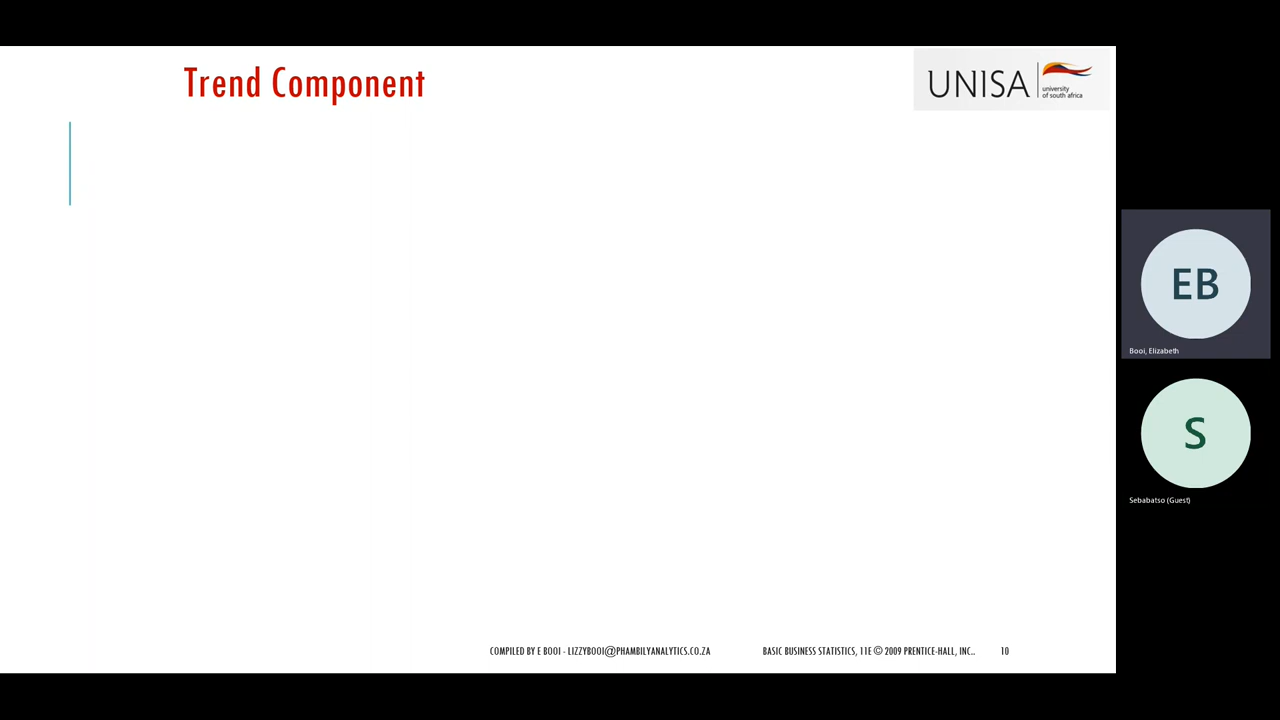 Trend Component
UNISA
university
of south africa
EB
Booi, Elizabeth
S
Sebabatso (Guest)
COMPILED BY E BOOI - LIZZYBOOI@PHAMBILYANALYTICS.CO.ZA
BASIC BUSINESS STATISTICS, 11E © 2009 PRENTICE-HALL, INC..
10